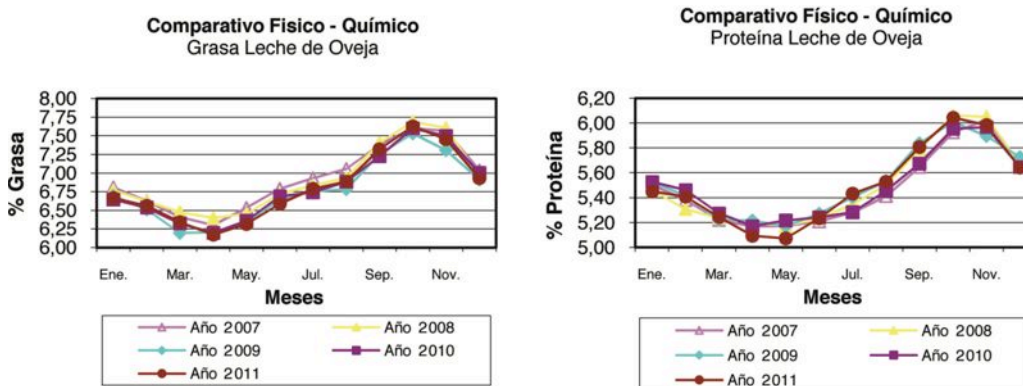 Comparativo Fisico - Químico
Grasa Leche de Oveja
8,00
7,75
7,50
7,25
7,00
6,75
6,50
6,25
6,00
% Grasa
Ene. Mar. May. Jul. Sep. Nov.
Meses
Año 2007 Año 2008
Año 2009 Año 2010
Año 2011
Comparativo Físico - Químico
Proteína Leche de Oveja
6,20
6,00
5,80
5,60
5,40
5,20
5,00
% Proteína
Ene. Mar. May. Jul. Sep. Nov.
Meses
Año 2007 Año 2008
Año 2009 Año 2010
Año 2011